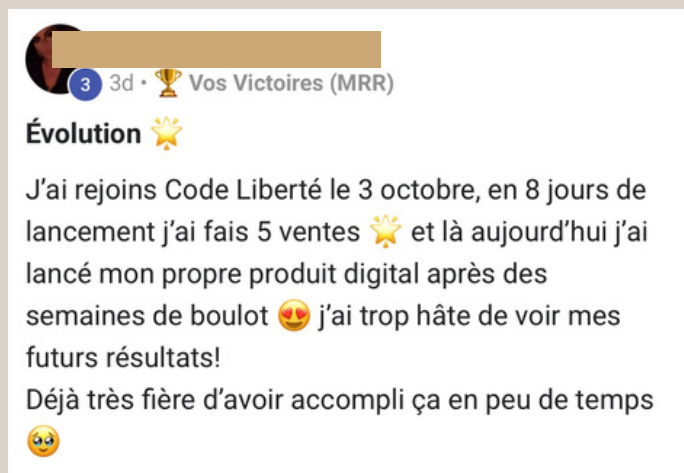 3 3d • 🏆 Vos Victoires (MRR)
Évolution 🌟
J'ai rejoins Code Liberté le 3 octobre, en 8 jours de
lancement j'ai fais 5 ventes 🌟 et là aujourd'hui j'ai
lancé mon propre produit digital après des
semaines de boulot 😍 j'ai trop hâte de voir mes
futurs résultats!
Déjà très fière d'avoir accompli ça en peu de temps
🥹